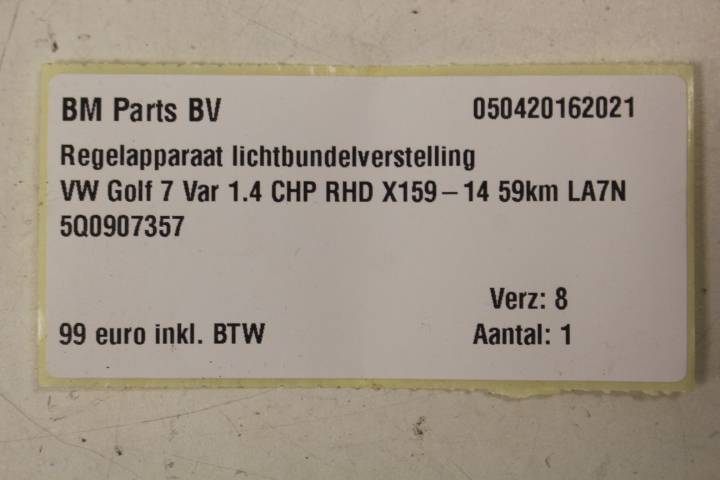 BM Parts BV 050420162021
Regelapparaat lichtbundelverstelling
VW Golf 7 Var 1.4 CHP RHD X159 – 14 59km LA7N
5Q0907357
Verz: 8
99 euro inkl. BTW Aantal: 1